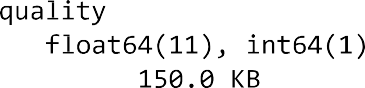 quality
float64(11), int64(1)
150.0 KB